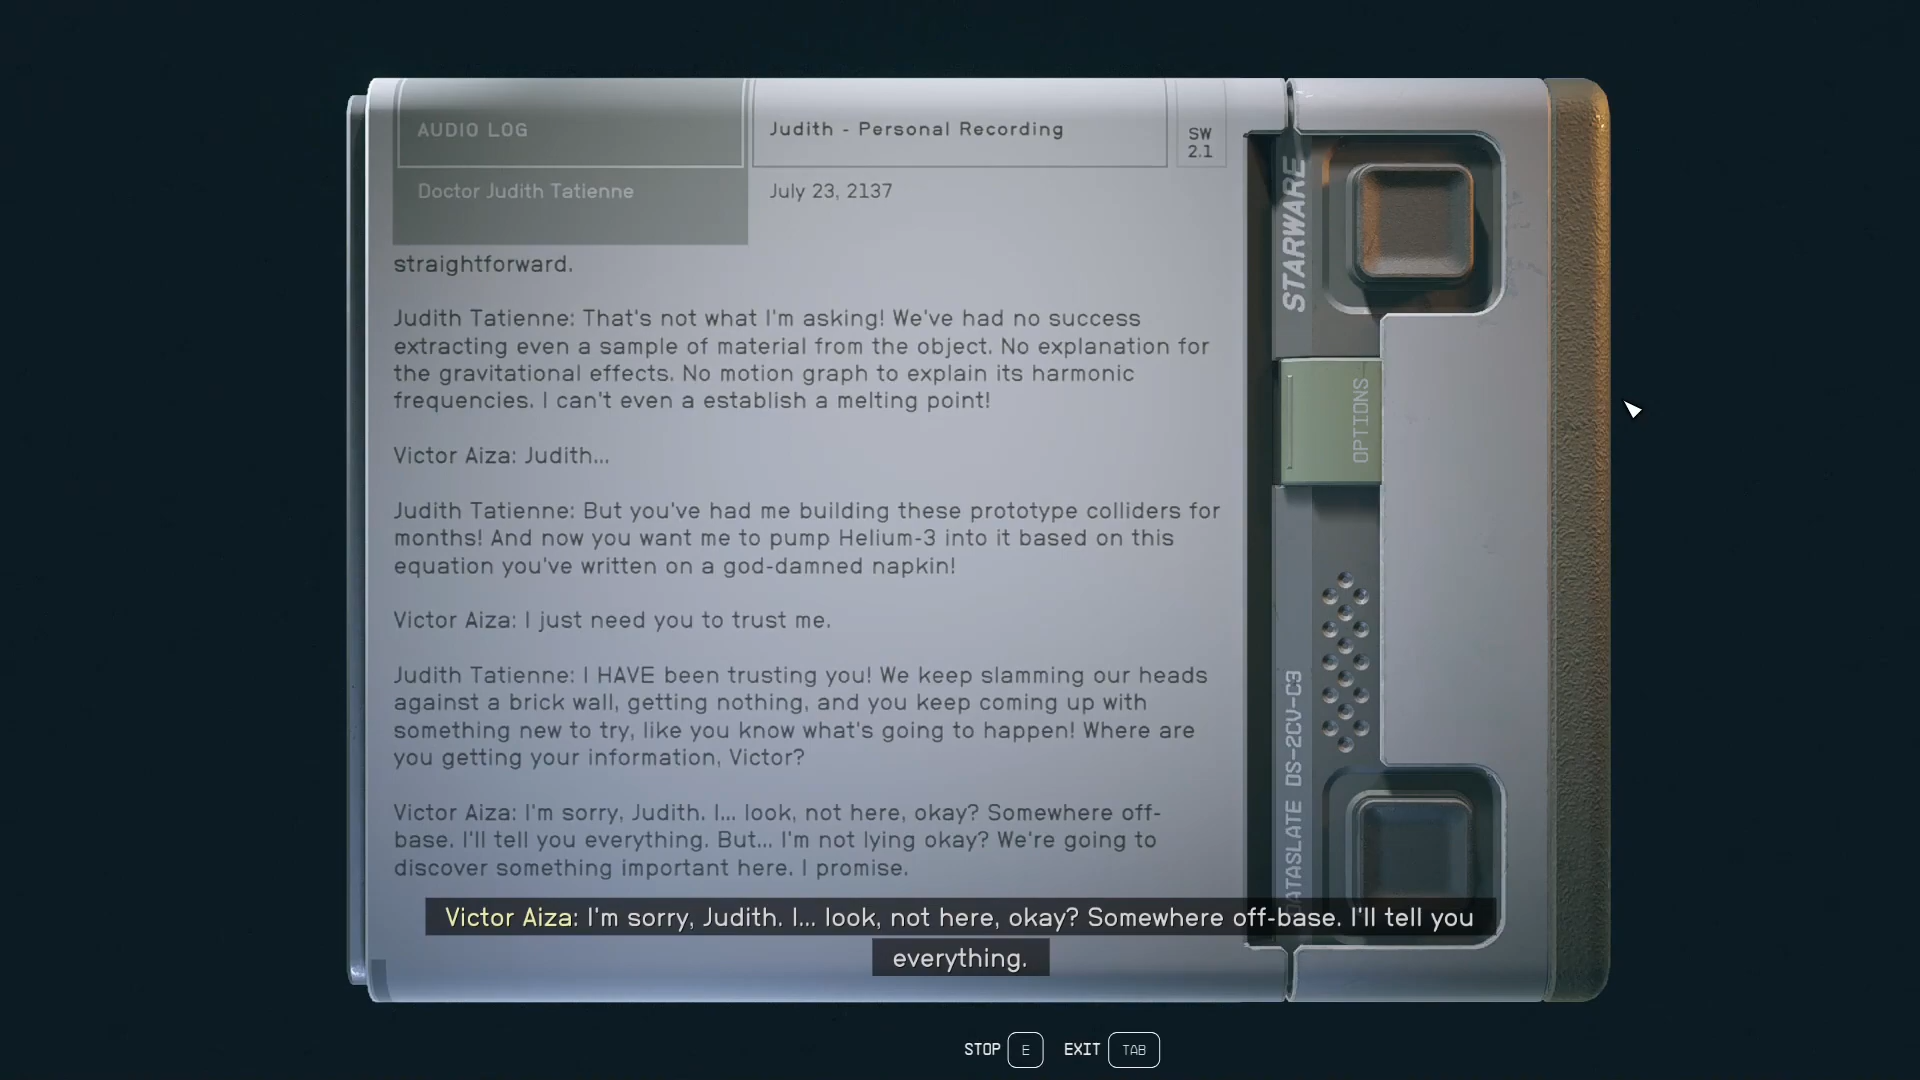 AUDIO LOG
Judith - Personal Recording
SW
2.1
Doctor Judith Tatienne
July 23, 2137
straightforward.
Judith Tatienne: That's not what I'm asking! We've had no success
extracting even a sample of material from the object. No explanation for
the gravitational effects. No motion graph to explain its harmonic
frequencies. I can't even a establish a melting point!
Victor Aiza: Judith...
Judith Tatienne: But you've had me building these prototype colliders for
months! And now you want me to pump Helium-3 into it based on this
equation you've written on a god-damned napkin!
Victor Aiza: I just need you to trust me.
Judith Tatienne: I HAVE been trusting you! We keep slamming our heads
against a brick wall, getting nothing, and you keep coming up with
something new to try, like you know what's going to happen! Where are
you getting your information, Victor?
Victor Aiza: I'm sorry, Judith. I... look, not here, okay? Somewhere off-
base. I'll tell you everything. But... I'm not lying okay? We're going to
discover something important here. I promise.
Victor Aiza: I'm sorry, Judith. I... look, not here, okay? Somewhere off-base. I'll tell you
everything.
STARWARE
OPTIONS
DATASLATE DS-2CV-C3
STOP E EXIT TAB